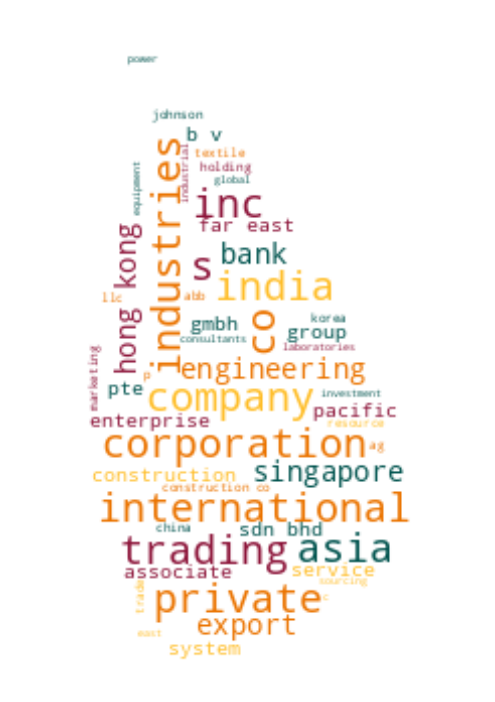 power
johnson
b v
textile
industrial
holding
global
equipment
industries
inc
far east
hong kong
bank
s
india
llc
abb
co
gmbh
korea
group
consultants
laboratories
marketing
p
engineering
pte
company
investment
pacific
enterprise
resource
corporation
ag
singapore
construction
construction co
international
china
sdn bhd
trading
asia
associate
service
sourcing
trade
private
c
export
east
system